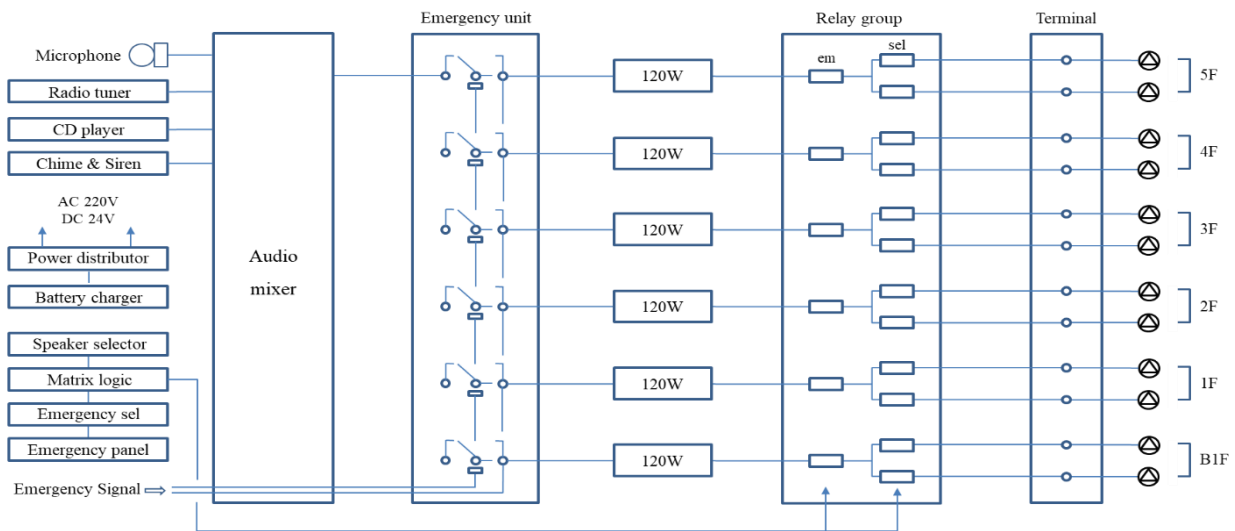 Emergency unit
Relay group
Terminal
Microphone
Radio tuner
CD player
Chime & Siren
AC 220V
DC 24V
Power distributor
Battery charger
Speaker selector
Matrix logic
Emergency sel
Emergency panel
Emergency Signal
Audio
mixer
120W
120W
120W
120W
120W
120W
em
sel
5F
4F
3F
2F
1F
B1F